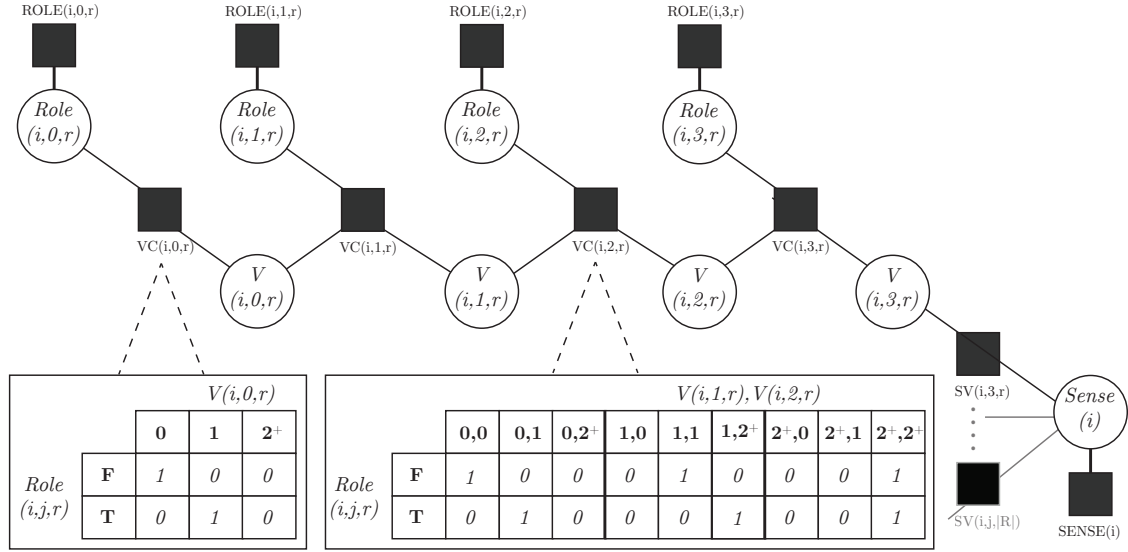 ROLE(i,0,r) ROLE(i,1,r) ROLE(i,2,r) ROLE(i,3,r)
Role Role Role Role
(i,0,r) (i,1,r) (i,2,r) (i,3,r)
VC(i,0,r) VC(i,1,r) VC(i,2,r) VC(i,3,r)
V V V V
(i,0,r) (i,1,r) (i,2,r) (i,3,r)
SV(i,3,r)
Sense
(i)
SV(i,j,|R|)
SENSE(i)
V(i,0,r)
0 1 2+
F 1 0 0
Role
(i,j,r)
T 0 1 0
V(i,1,r),V(i,2,r)
0,0 0,1 0,2+ 1,0 1,1 1,2+ 2+,0 2+,1 2+,2+
F 1 0 0 0 1 0 0 0 1
Role
(i,j,r)
T 0 1 0 0 0 1 0 0 1